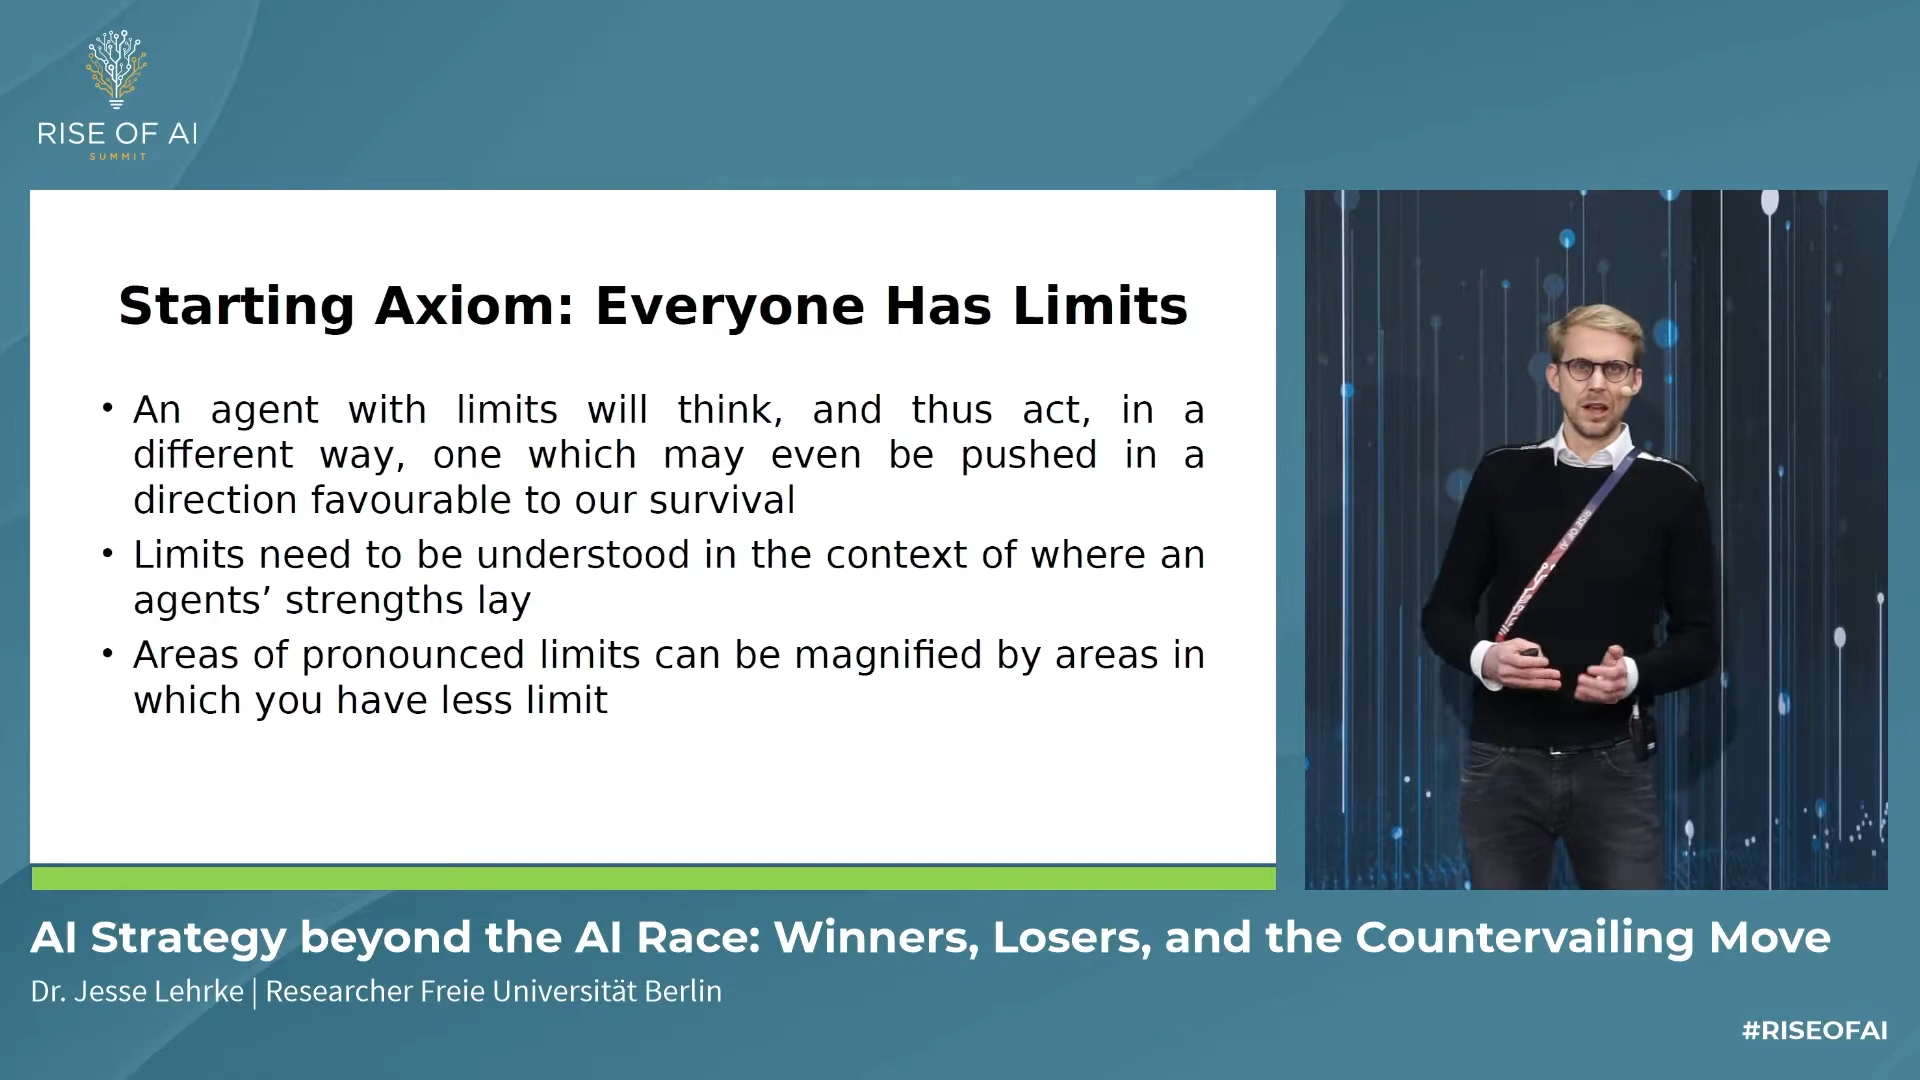 RISE OF AI
SUMMIT
Starting Axiom: Everyone Has Limits
• An agent with limits will think, and thus act, in a
different way, one which may even be pushed in a
direction favourable to our survival
• Limits need to be understood in the context of where an
agents’ strengths lay
• Areas of pronounced limits can be magnified by areas in
which you have less limit
RISE OF AI
AI Strategy beyond the AI Race: Winners, Losers, and the Countervailing Move
Dr. Jesse Lehrke | Researcher Freie Universität Berlin
#RISEOFAI